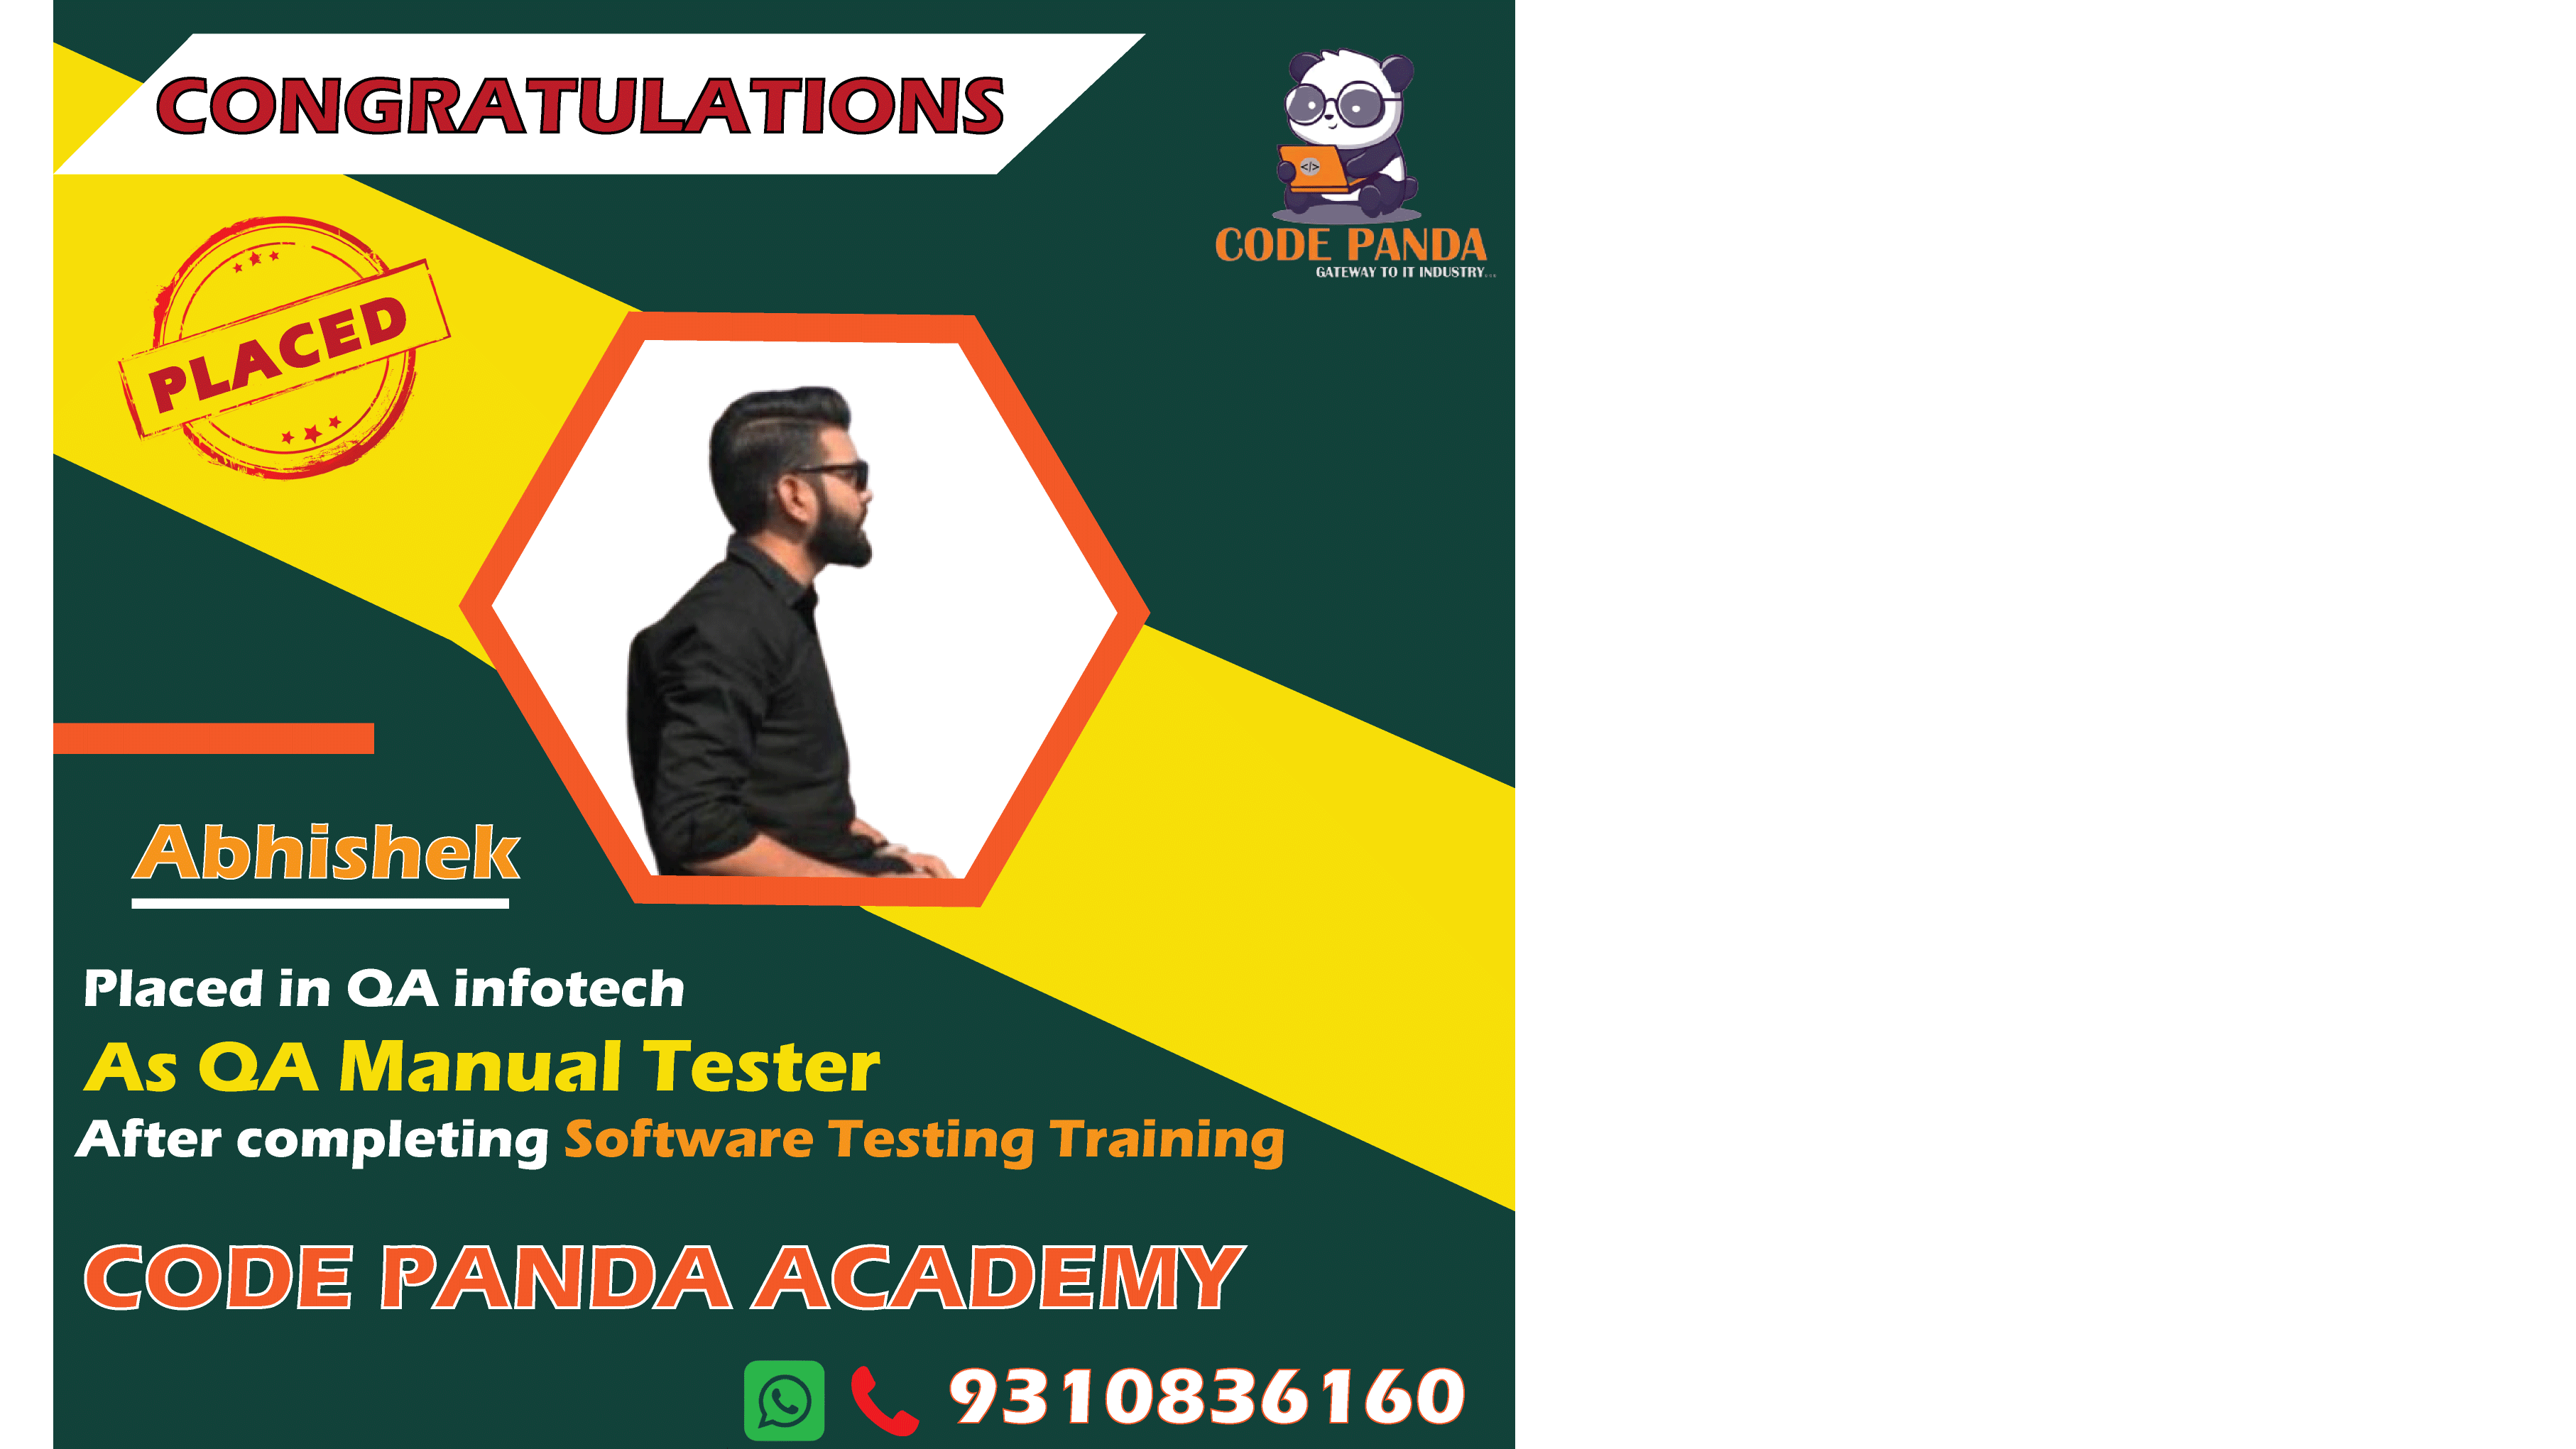 CONGRATULATIONS
</>
CODE PANDA
GATEWAY TO IT INDUSTRY...
PLACED
Abhishek
Placed in QA infotech
As QA Manual Tester
After completing Software Testing Training
CODE PANDA ACADEMY
9310836160